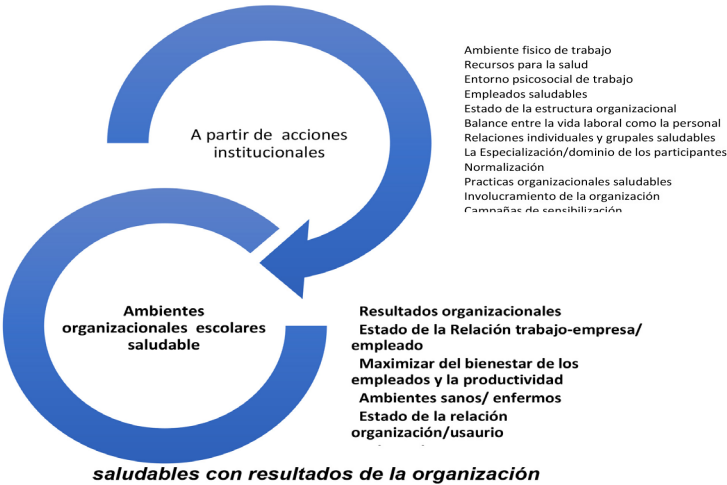 Ambiente fisico de trabajo
Recursos para la salud
Entorno psicosocial de trabajo
Empleados saludables
Estado de la estructura organizacional
Balance entre la vida laboral como la personal
Relaciones individuales y grupales saludables
La Especialización/dominio de los participantes
Normalización
Practicas organizacionales saludables
Involucramiento de la organización
Campañas de sensibilización
A partir de acciones
institucionales
Ambientes
organizacionales escolares
saludable
Resultados organizacionales
Estado de la Relación trabajo-empresa/
empleado
Maximizar del bienestar de los
empleados y la productividad
Ambientes sanos/ enfermos
Estado de la relación
organización/usaurio
saludables con resultados de la organización